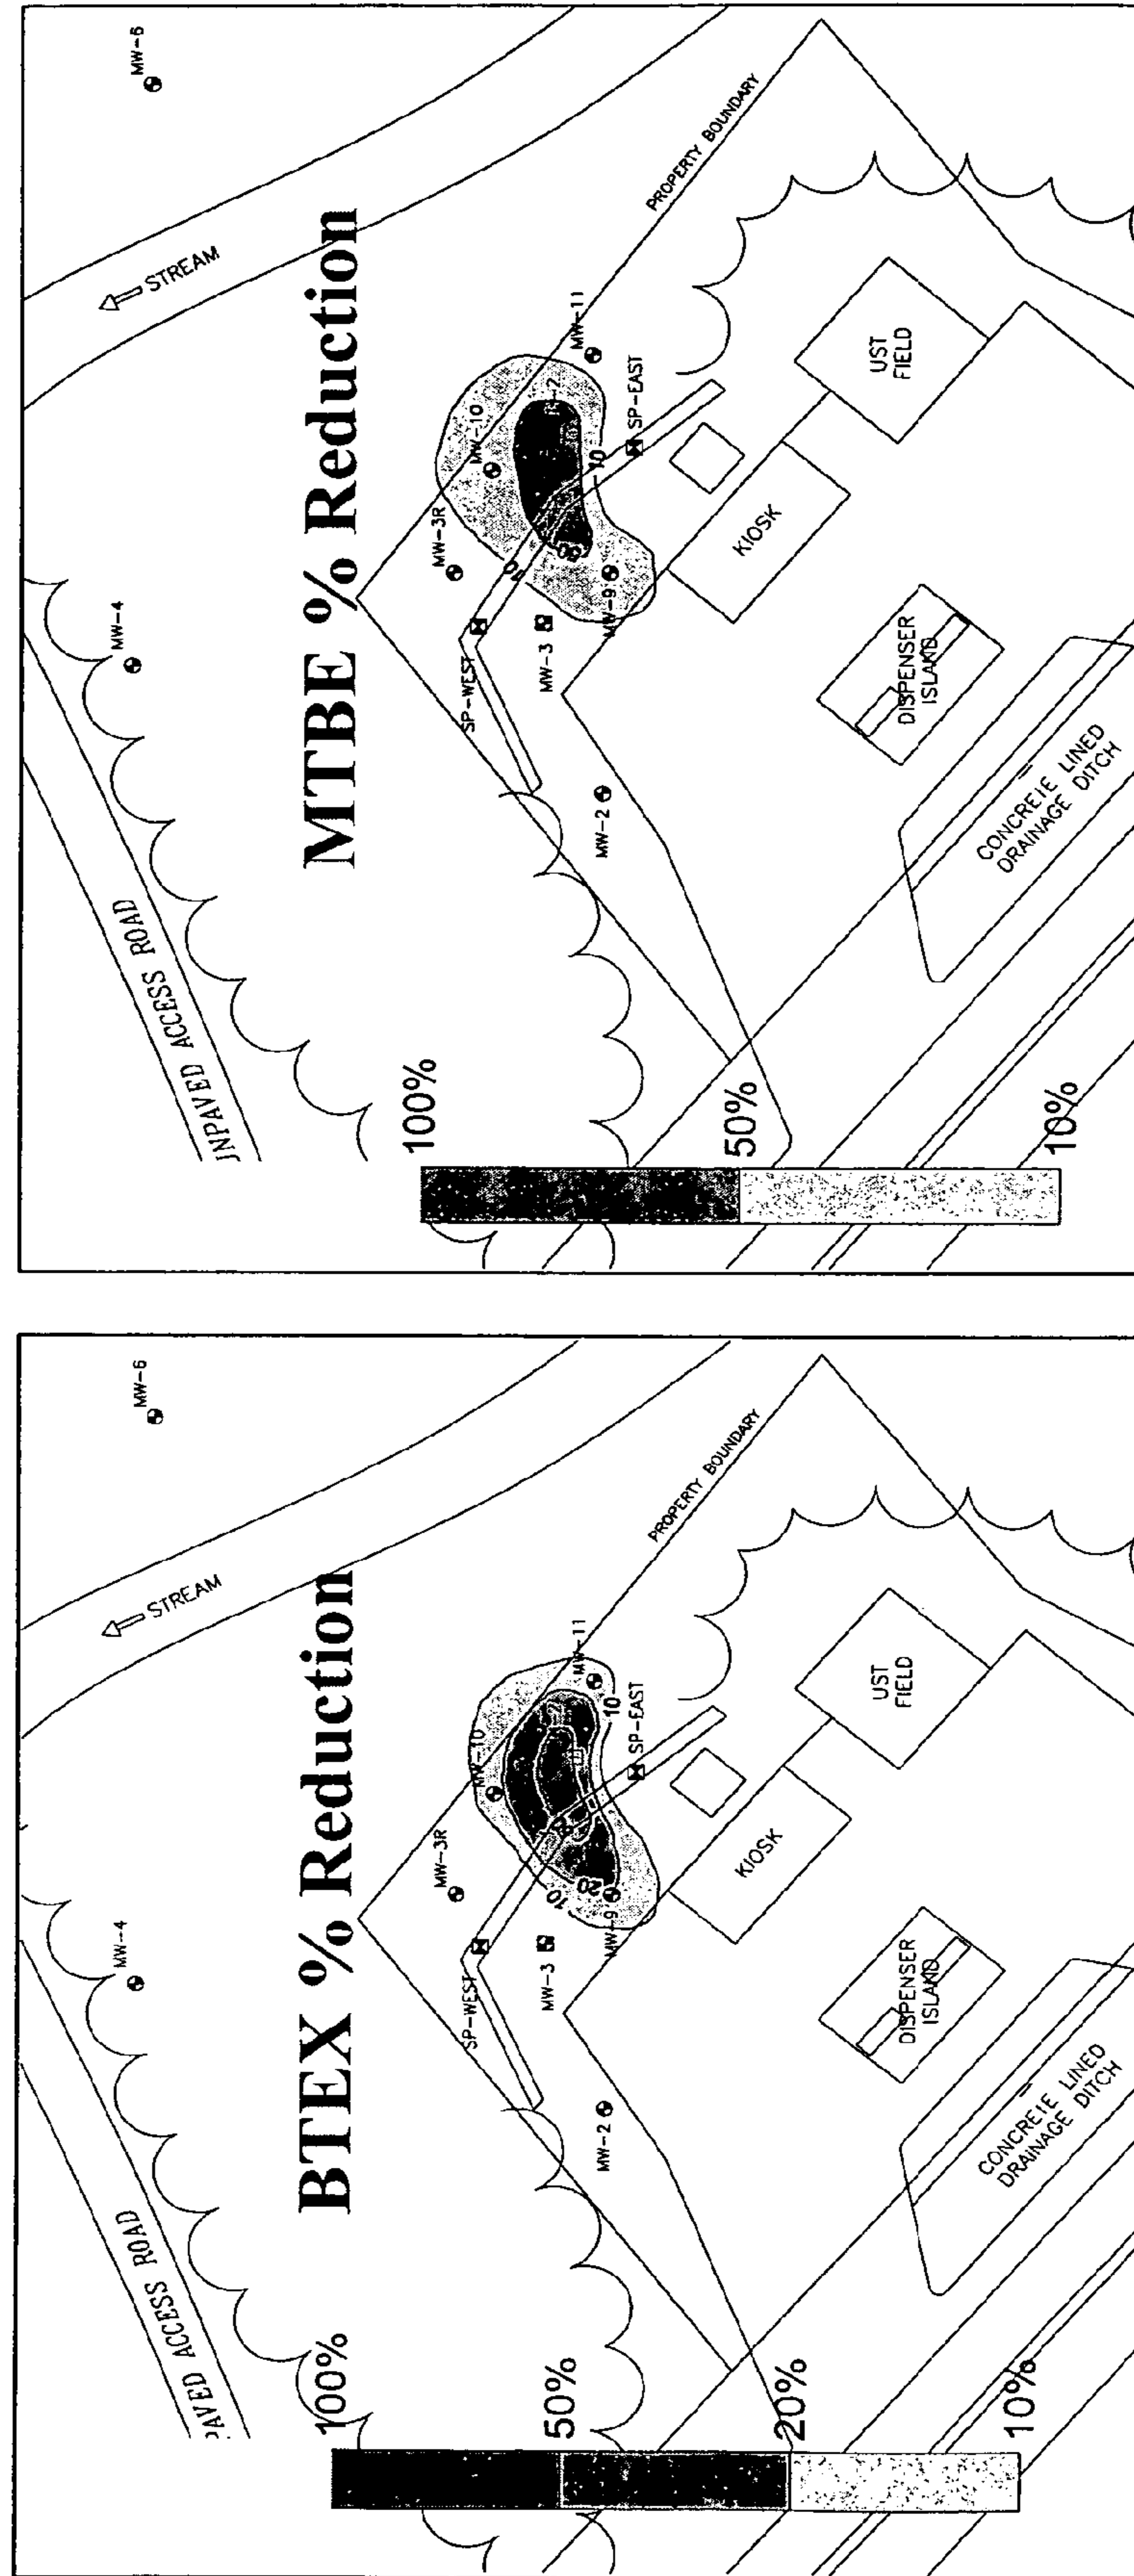 BTEX % Reduction
PAVED ACCESS ROAD
STREAM
MW-6
MW-4
MW-3R
MW-10
MW-11
SP-WEST
MW-3
MW-9
10
20
10
SP-EAST
PROPERTY BOUNDARY
MW-2
KIOSK
UST
FIELD
DISPENSER
ISLAND
CONCRETE LINED
DRAINAGE DITCH
100%
50%
20%
10%
MTBE % Reduction
UNPAVED ACCESS ROAD
STREAM
MW-6
MW-4
MW-3R
MW-10
MW-11
SP-WEST
MW-3
MW-9
10
10
SP-EAST
PROPERTY BOUNDARY
MW-2
KIOSK
UST
FIELD
DISPENSER
ISLAND
CONCRETE LINED
DRAINAGE DITCH
100%
50%
10%